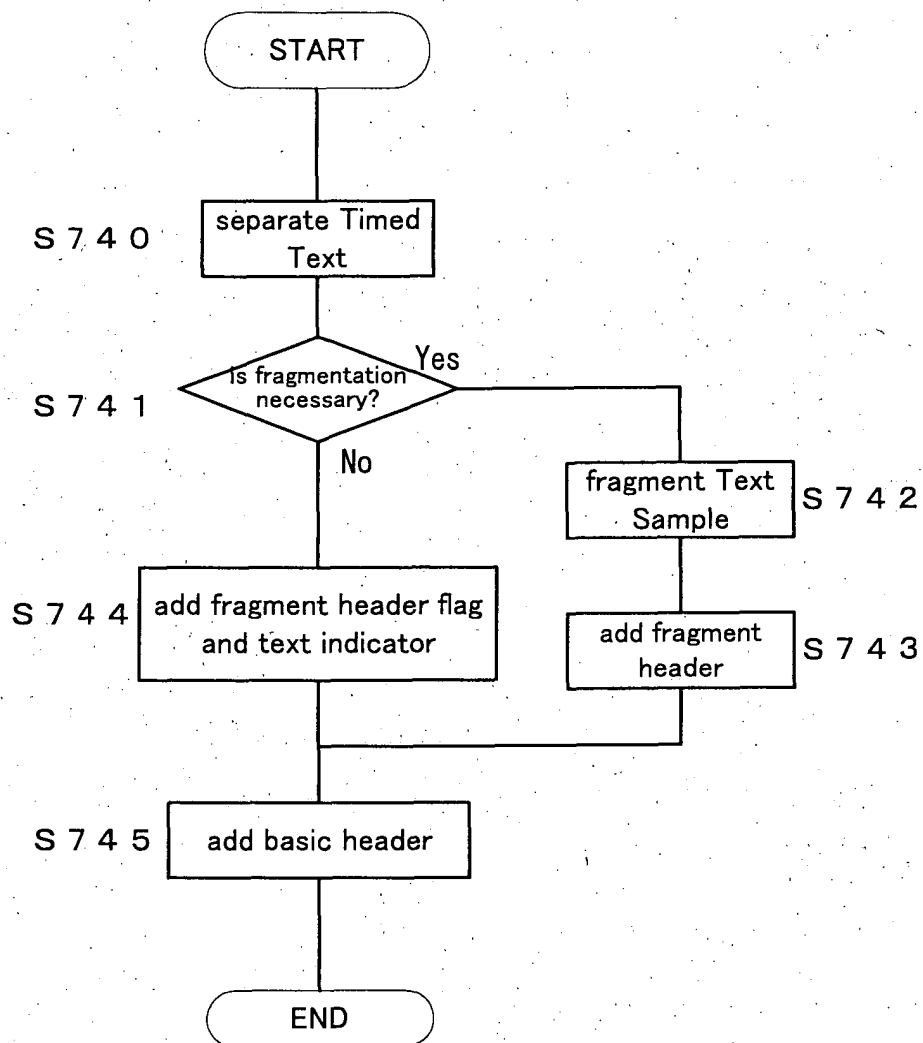 START
S740
separate Timed
Text
S741
Is fragmentation
necessary?
Yes
No
fragment Text
Sample
S742
S744
add fragment header flag
and text indicator
add fragment
header
S743
S745
add basic header
END